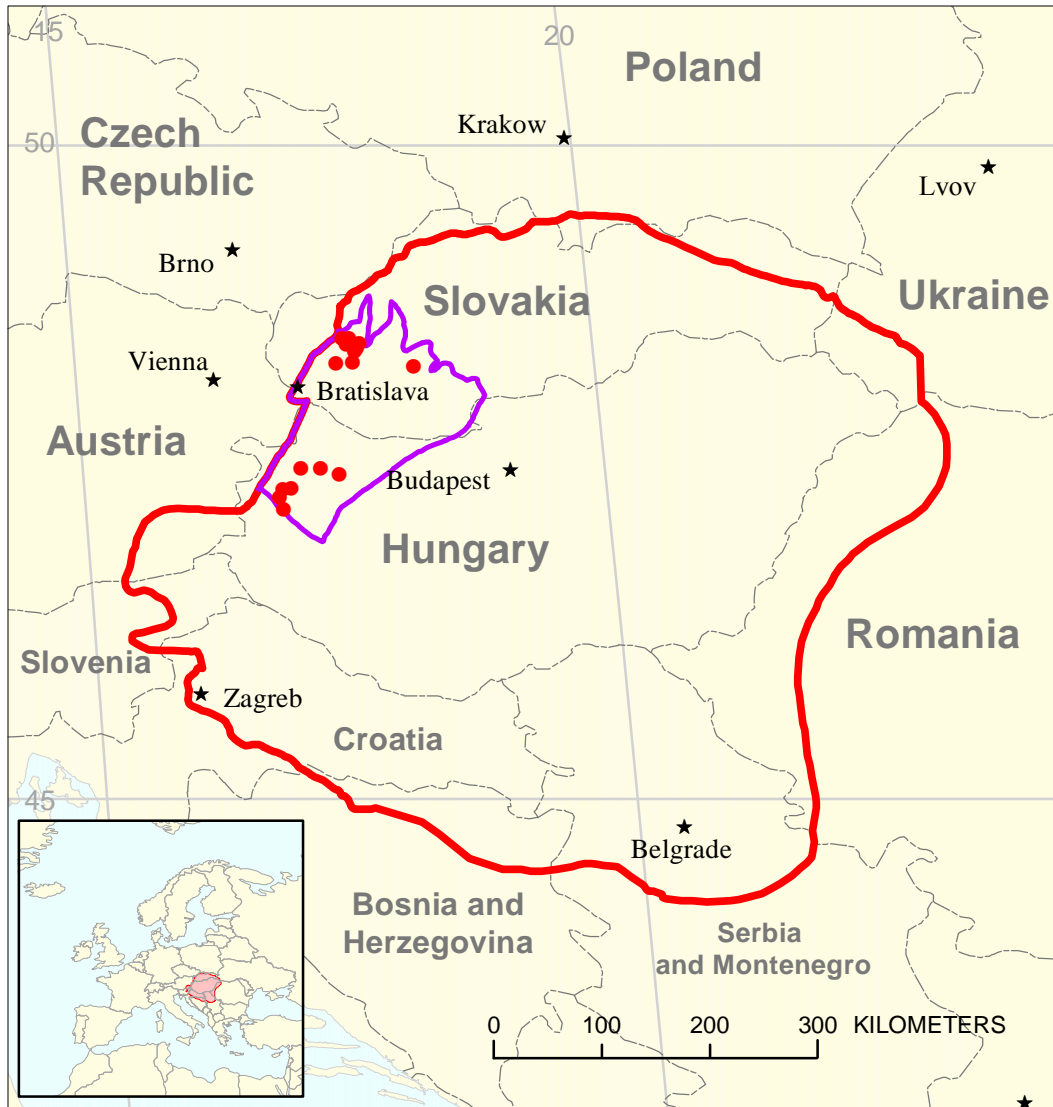 15
20
Poland
Krakow
50
Czech
Republic
Lvov
Brno
Slovakia
Ukraine
Vienna
Bratislava
Austria
Budapest
Hungary
Romania
Slovenia
Zagreb
Croatia
45
Belgrade
Bosnia and
Herzegovina
Serbia
and Montenegro
0 100 200 300 KILOMETERS